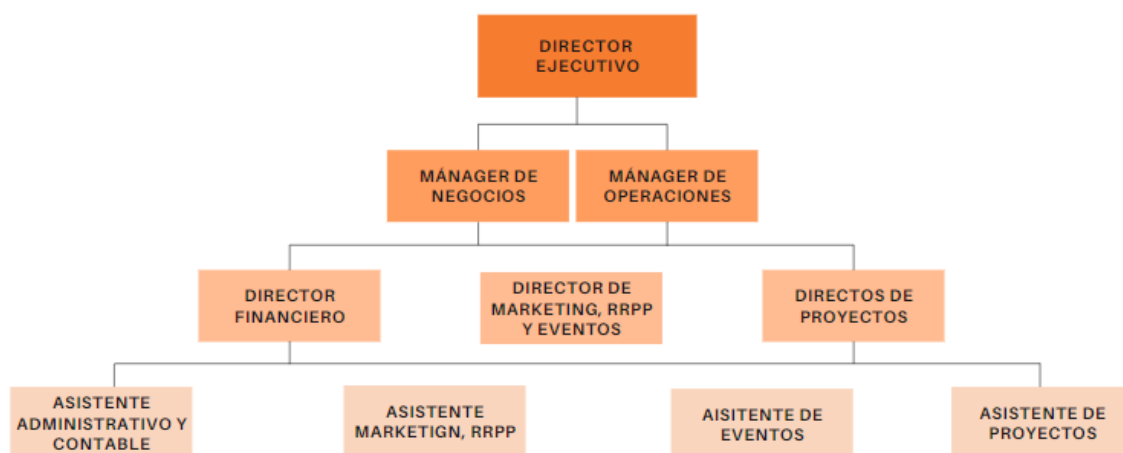 DIRECTOR
EJECUTIVO
MÁNAGER DE
NEGOCIOS
MÁNAGER DE
OPERACIONES
DIRECTOR
FINANCIERO
DIRECTOR DE
MARKETING, RRPP
Y EVENTOS
DIRECTOS DE
PROYECTOS
ASISTENTE
ADMINISTRATIVO Y
CONTABLE
ASISTENTE
MARKETIGN, RRPP
AISITENTE DE
EVENTOS
ASISTENTE DE
PROYECTOS